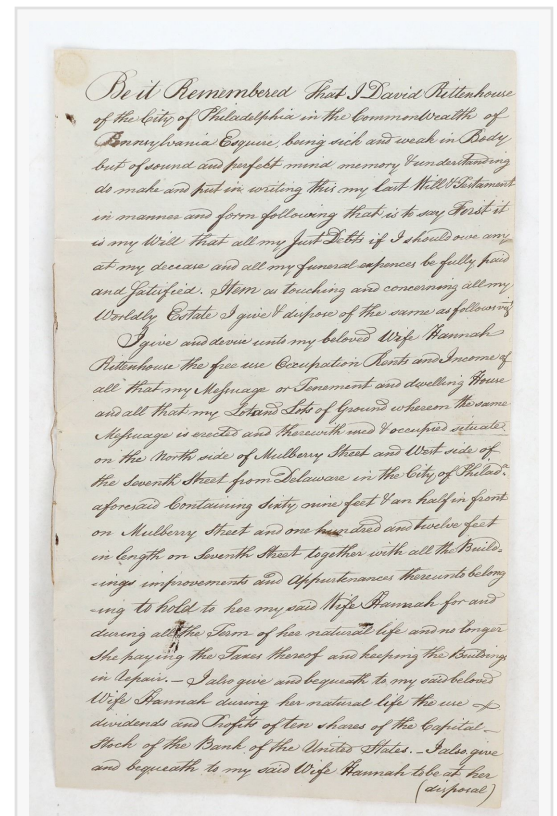 Be it Remembered That I David Rittenhouse
of the City of Philadelphia in the CommonWealth of
Pennsylvania Esquire, being sick and weak in Body
but of sound and perfect mind memory & understanding
do make and put in writing this my last Will & Testament
in manner and form following that is to say First it
is my Will that all my Just Debts if I should owe any
at my decease and all my funeral expences be fully paid
and Satisfied. Item as touching and concerning all my
Worldly Estate I give & dispose of the same as follows viz
I give and devise unto my beloved Wife Hannah
Rittenhouse the free use Occupation Rents and Income of
all that my Messuage or Tenement and dwelling House
and all that my Lot and Lots of Ground whereon the same
Messuage is erected and therewith used & occupied situate
on the North side of Mulberry Street and West side of
the Seventh Street from Delaware in the City of Philada.
aforesaid Containing Sixty nine feet & an half in front
on Mulberry Street and one hundred and twelve feet
in length on Seventh Street together with all the Build-
-ings improvements and Appurtenances thereunto belong
-ing to hold to her my said Wife Hannah for and
during all the Term of her natural life and no longer
she paying the Taxes thereof and keeping the Buildings
in repair. — I also give and bequeath to my said beloved
Wife Hannah during her natural life the use &
dividends and Profits of ten shares of the Capital —
Stock of the Bank of the United States. — I also give
and bequeath to my said Wife Hannah to be at her
(disposal)